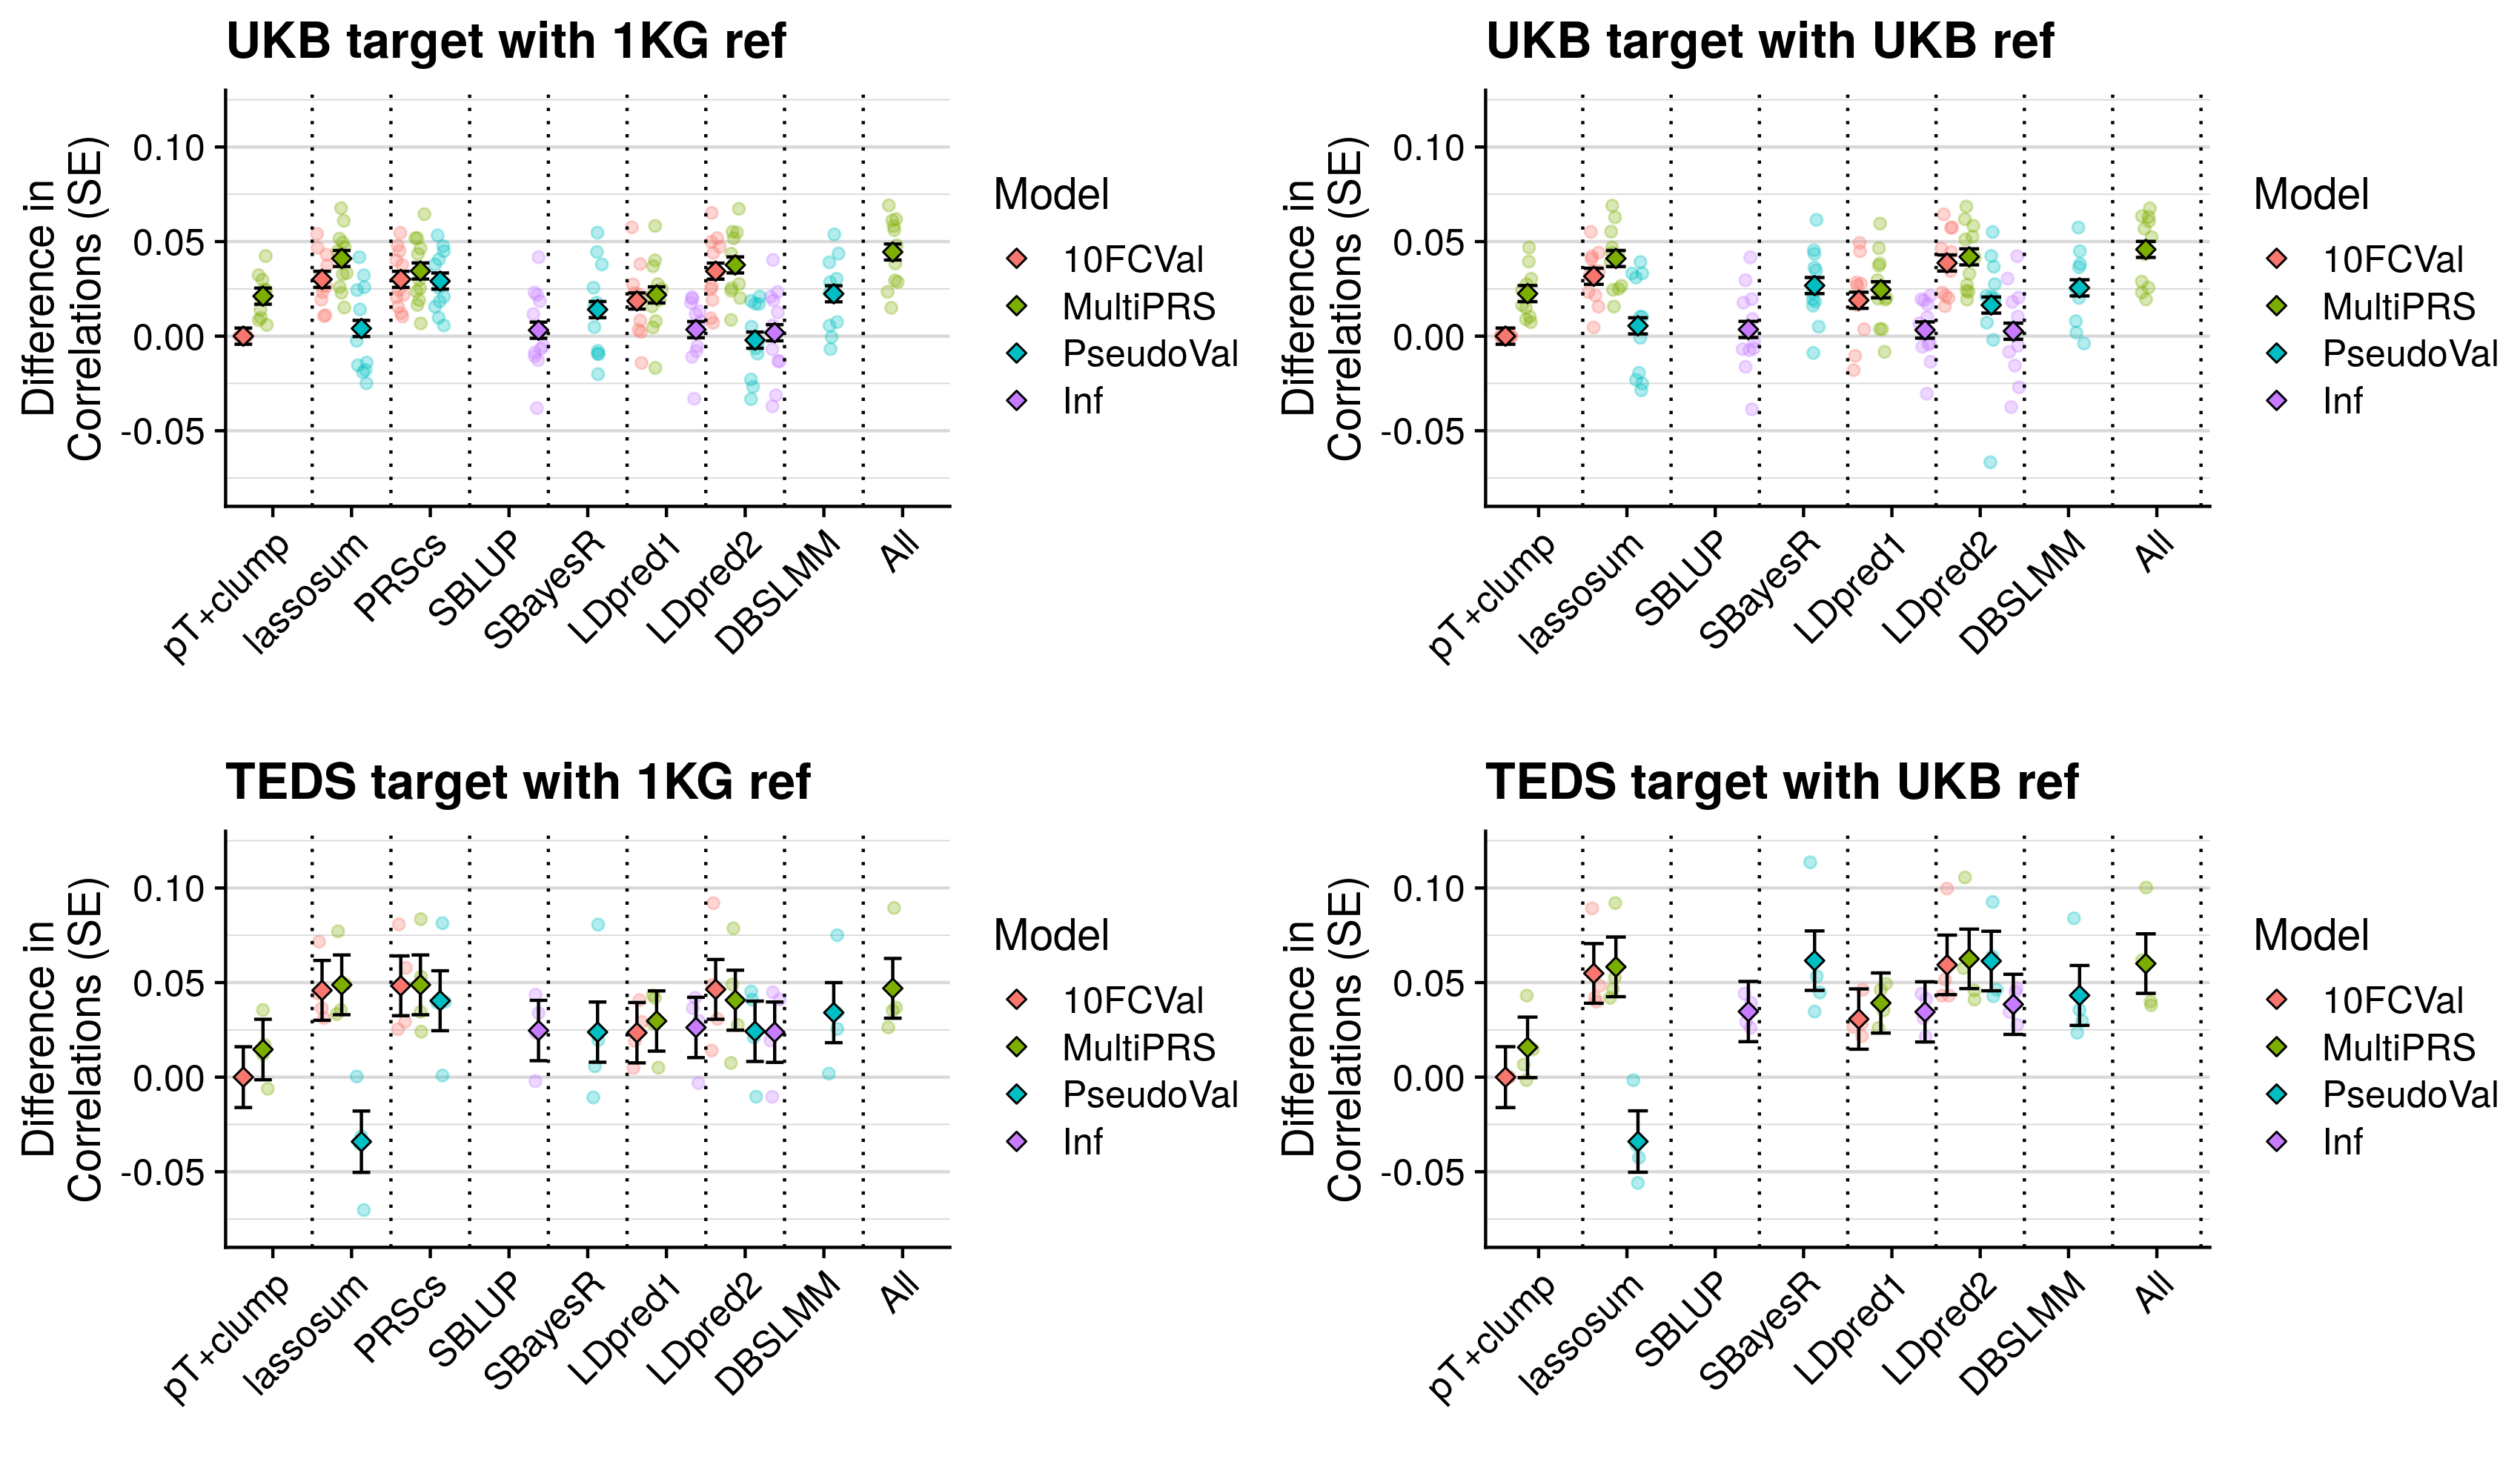 UKB target with 1KG ref
Difference in
Correlations (SE)
0.10
0.05
0.00
-0.05
pT+clump
lassosum
PRScs
SBLUP
SBayesR
LDpred1
LDpred2
DBSLMM
All
Model
10FCVal
MultiPRS
PseudoVal
Inf
UKB target with UKB ref
Difference in
Correlations (SE)
0.10
0.05
0.00
-0.05
pT+clump
lassosum
SBLUP
SBayesR
LDpred1
LDpred2
DBSLMM
All
Model
10FCVal
MultiPRS
PseudoVal
Inf
TEDS target with 1KG ref
Difference in
Correlations (SE)
0.10
0.05
0.00
-0.05
pT+clump
lassosum
PRScs
SBLUP
SBayesR
LDpred1
LDpred2
DBSLMM
All
Model
10FCVal
MultiPRS
PseudoVal
Inf
TEDS target with UKB ref
Difference in
Correlations (SE)
0.10
0.05
0.00
-0.05
pT+clump
lassosum
SBLUP
SBayesR
LDpred1
LDpred2
DBSLMM
All
Model
10FCVal
MultiPRS
PseudoVal
Inf